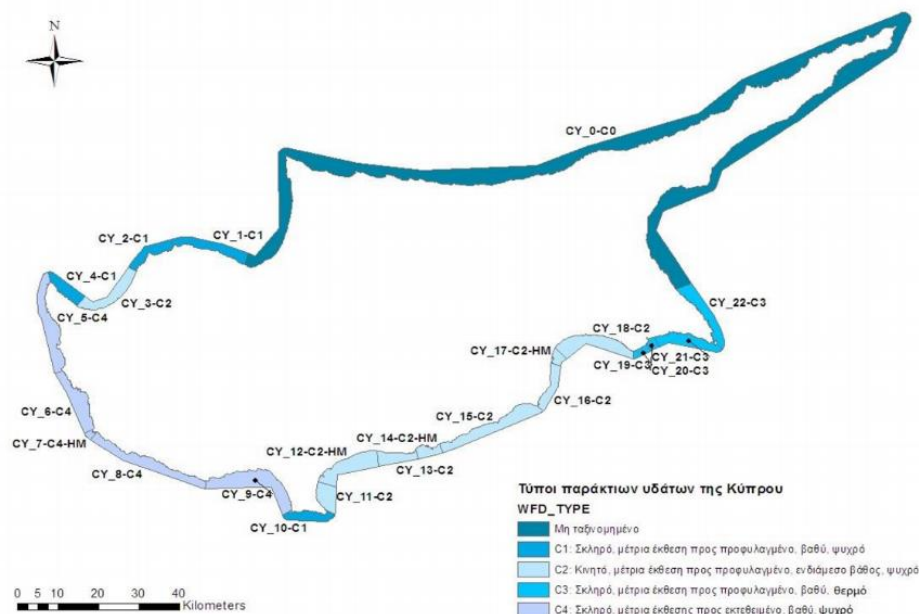 N
CY_0-C0
CY_2-C1
CY_1-C1
CY_4-C1
CY_3-C2
CY_5-C4
CY_22-C3
CY_18-C2
CY_17-C2-HM
CY_21-C3
CY_19-C3
CY_20-C3
CY_16-C2
CY_6-C4
CY_15-C2
CY_7-C4-HM
CY_14-C2-HM
CY_12-C2-HM
CY_8-C4
CY_13-C2
CY_9-C4
CY_11-C2
CY_10-C1
Τύποι παράκτιων υδάτων της Κύπρου
WFD_TYPE
Μη ταξινομημένο
C1: Σκληρό, μέτρια έκθεση προς προφυλαγμένο, βαθύ, ψυχρό
C2: Κινητό, μέτρια έκθεση προς προφυλαγμένο, ενδιάμεσο βάθος, ψυχρό
C3: Σκληρό, μέτρια έκθεση προς προφυλαγμένο, βαθύ, θερμό
C4: Σκληρό, μέτρια έκθεσης προς εκτεθειμένο, βαθύ, ψυχρό
0 5 10 20 30 40
Kilometers